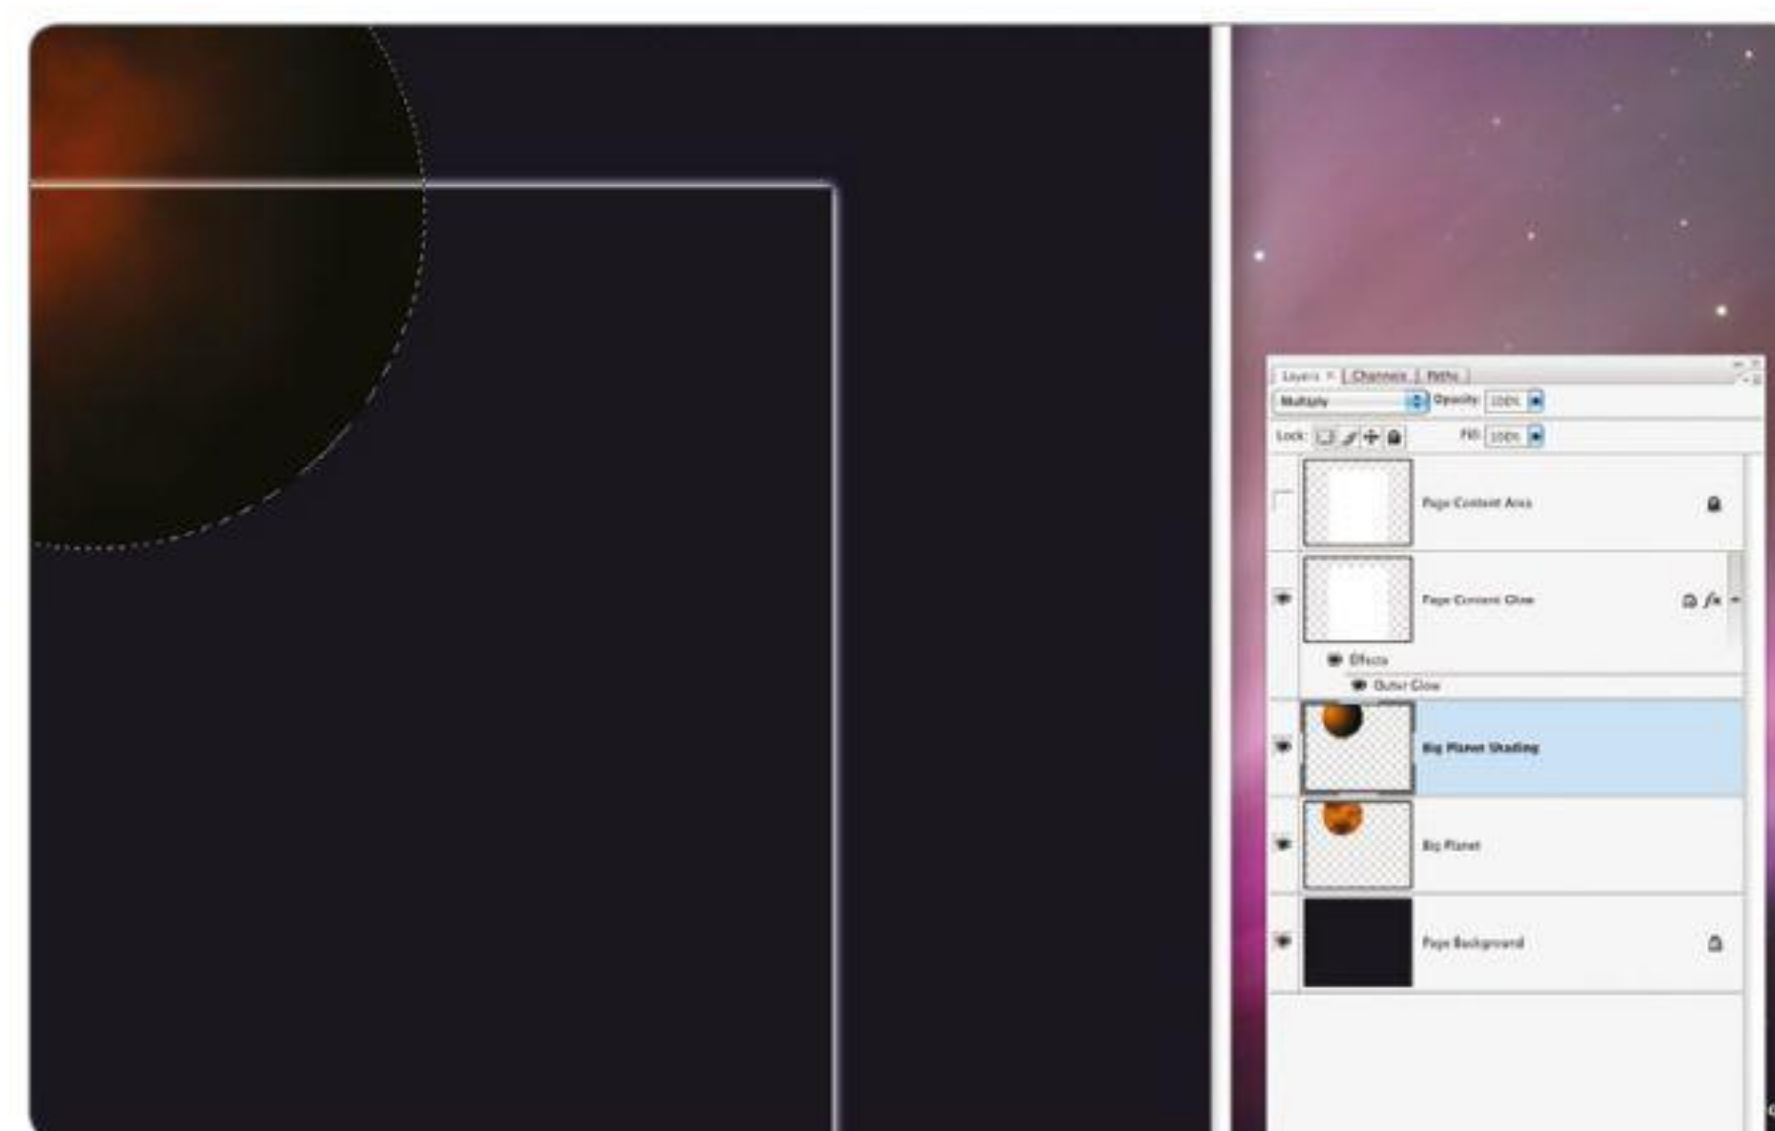 Layers × Channels Paths
Multiply Opacity: 100%
Lock: Fill: 100%
Page Content Area
Page Content Glow fx
Effects
Outer Glow
Big Planet Shading
Big Planet
Page Background